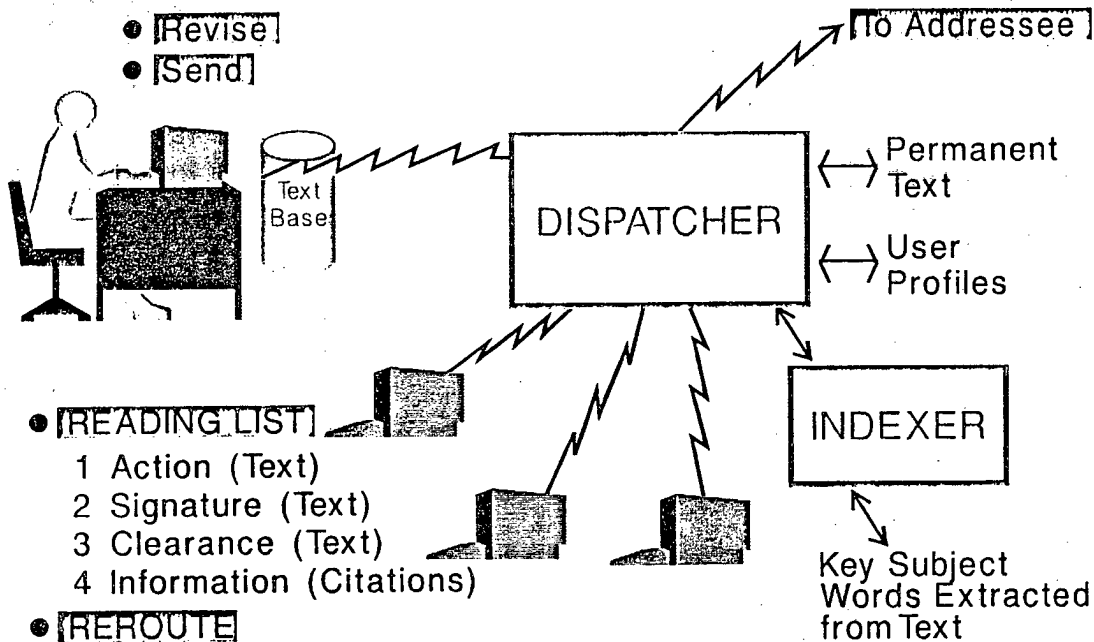 Revise
Send
To Addressee
Text
Base
DISPATCHER
Permanent
Text
User
Profiles
INDEXER
Key Subject
Words Extracted
from Text
READING LIST
1 Action (Text)
2 Signature (Text)
3 Clearance (Text)
4 Information (Citations)
REROUTE